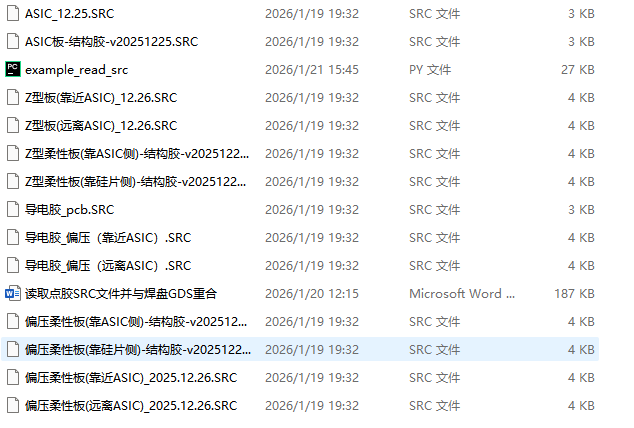 ASIC_12.25.SRC 2026/1/19 19:32 SRC 文件 3 KB
ASIC板-结构胶-v20251225.SRC 2026/1/19 19:32 SRC 文件 3 KB
PC example_read_src 2026/1/21 15:45 PY 文件 27 KB
Z型板(靠近ASIC)_12.26.SRC 2026/1/19 19:32 SRC 文件 4 KB
Z型板(远离ASIC)_12.26.SRC 2026/1/19 19:32 SRC 文件 4 KB
Z型柔性板(靠ASIC侧)-结构胶-v2025122... 2026/1/19 19:32 SRC 文件 4 KB
Z型柔性板(靠硅片侧)-结构胶-v2025122... 2026/1/19 19:32 SRC 文件 4 KB
导电胶_pcb.SRC 2026/1/19 19:32 SRC 文件 3 KB
导电胶_偏压（靠近ASIC）.SRC 2026/1/19 19:32 SRC 文件 4 KB
导电胶_偏压（远离ASIC）.SRC 2026/1/19 19:32 SRC 文件 4 KB
W 读取点胶SRC文件并与焊盘GDS重合 2026/1/20 12:15 Microsoft Word ... 187 KB
偏压柔性板(靠ASIC侧)-结构胶-v202512... 2026/1/19 19:32 SRC 文件 4 KB
偏压柔性板(靠硅片侧)-结构胶-v2025122... 2026/1/19 19:32 SRC 文件 4 KB
偏压柔性板(靠近ASIC)_2025.12.26.SRC 2026/1/19 19:32 SRC 文件 4 KB
偏压柔性板(远离ASIC)_2025.12.26.SRC 2026/1/19 19:32 SRC 文件 4 KB